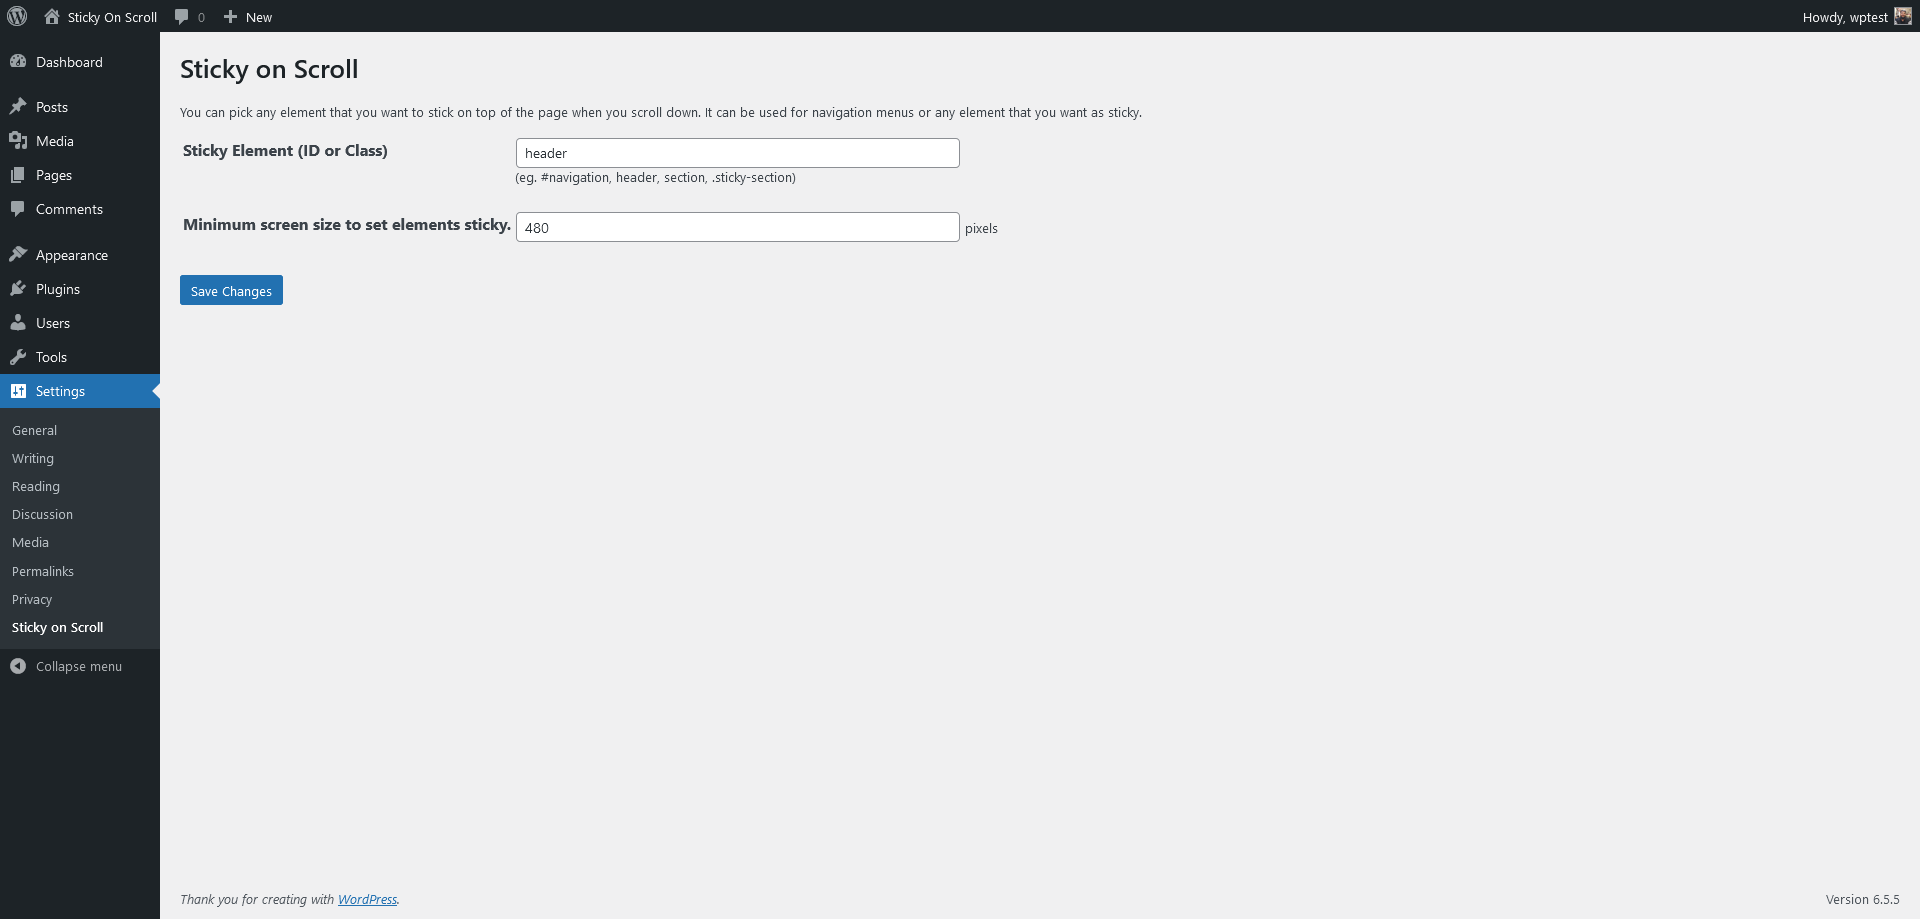 Sticky On Scroll 0 New Howdy, wptest
Dashboard
Posts
Media
Pages
Comments
Appearance
Plugins
Users
Tools
Settings
General
Writing
Reading
Discussion
Media
Permalinks
Privacy
Sticky on Scroll
Collapse menu
Sticky on Scroll
You can pick any element that you want to stick on top of the page when you scroll down. It can be used for navigation menus or any element that you want as sticky.
Sticky Element (ID or Class) header
(eg. #navigation, header, section, .sticky-section)
Minimum screen size to set elements sticky. 480 pixels
Save Changes
Thank you for creating with WordPress. Version 6.5.5